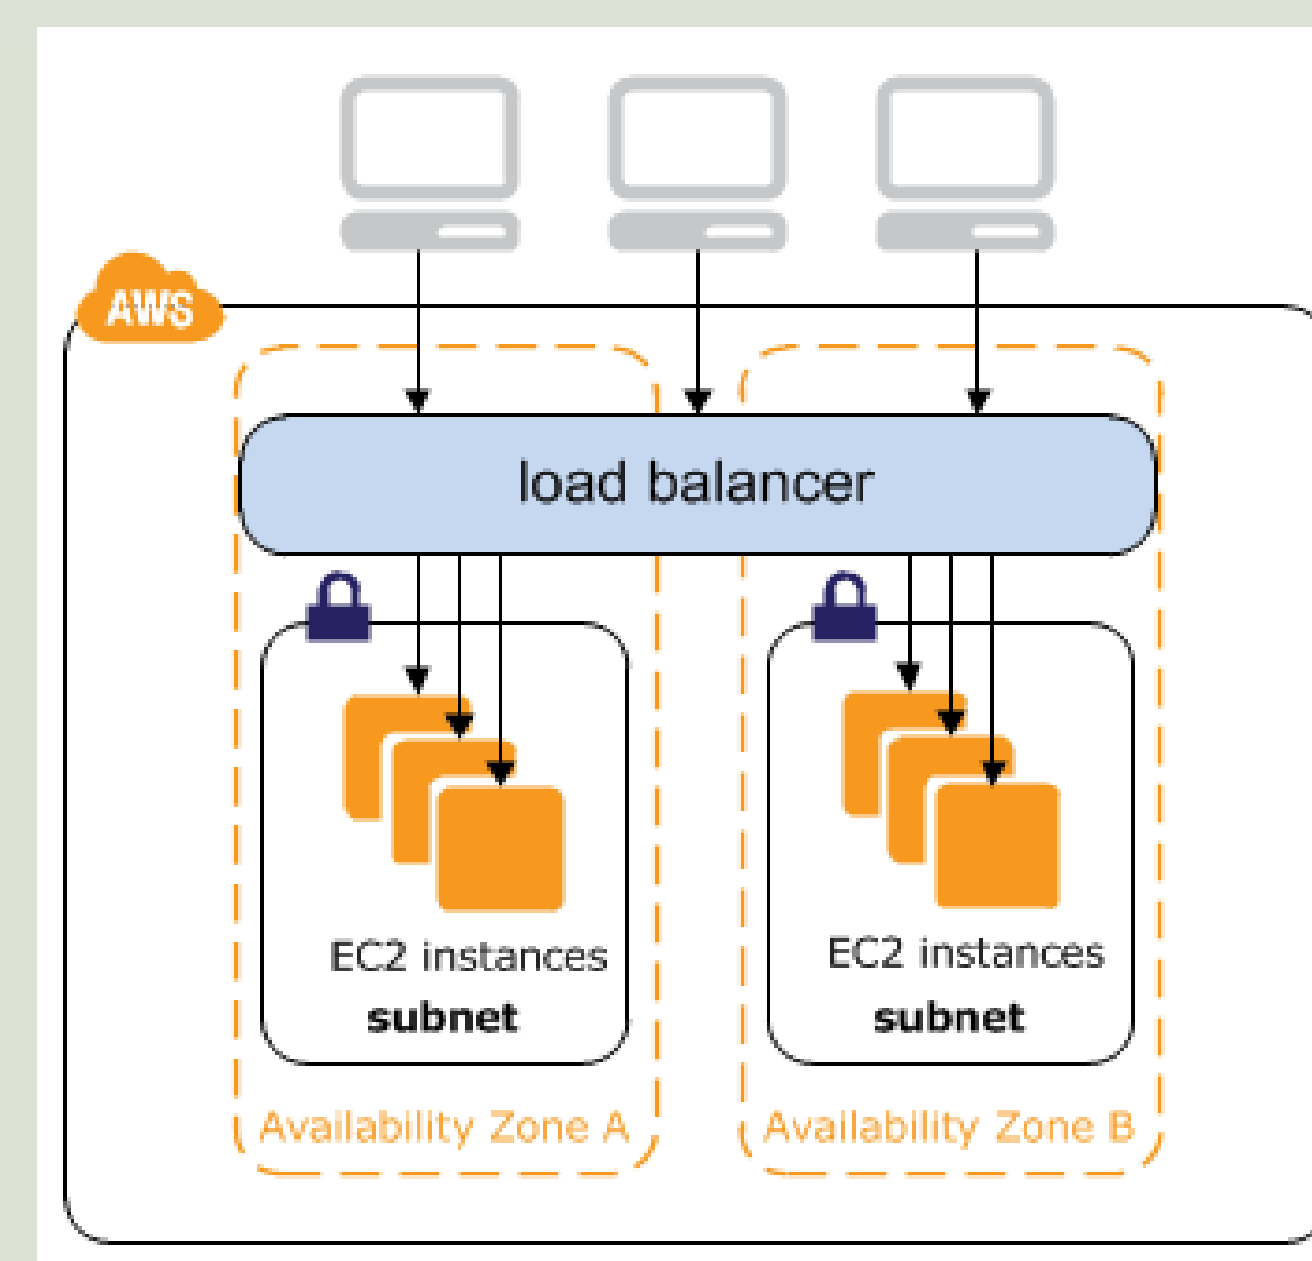 AWS
load balancer
EC2 instances
subnet
Availability Zone A
EC2 instances
subnet
Availability Zone B